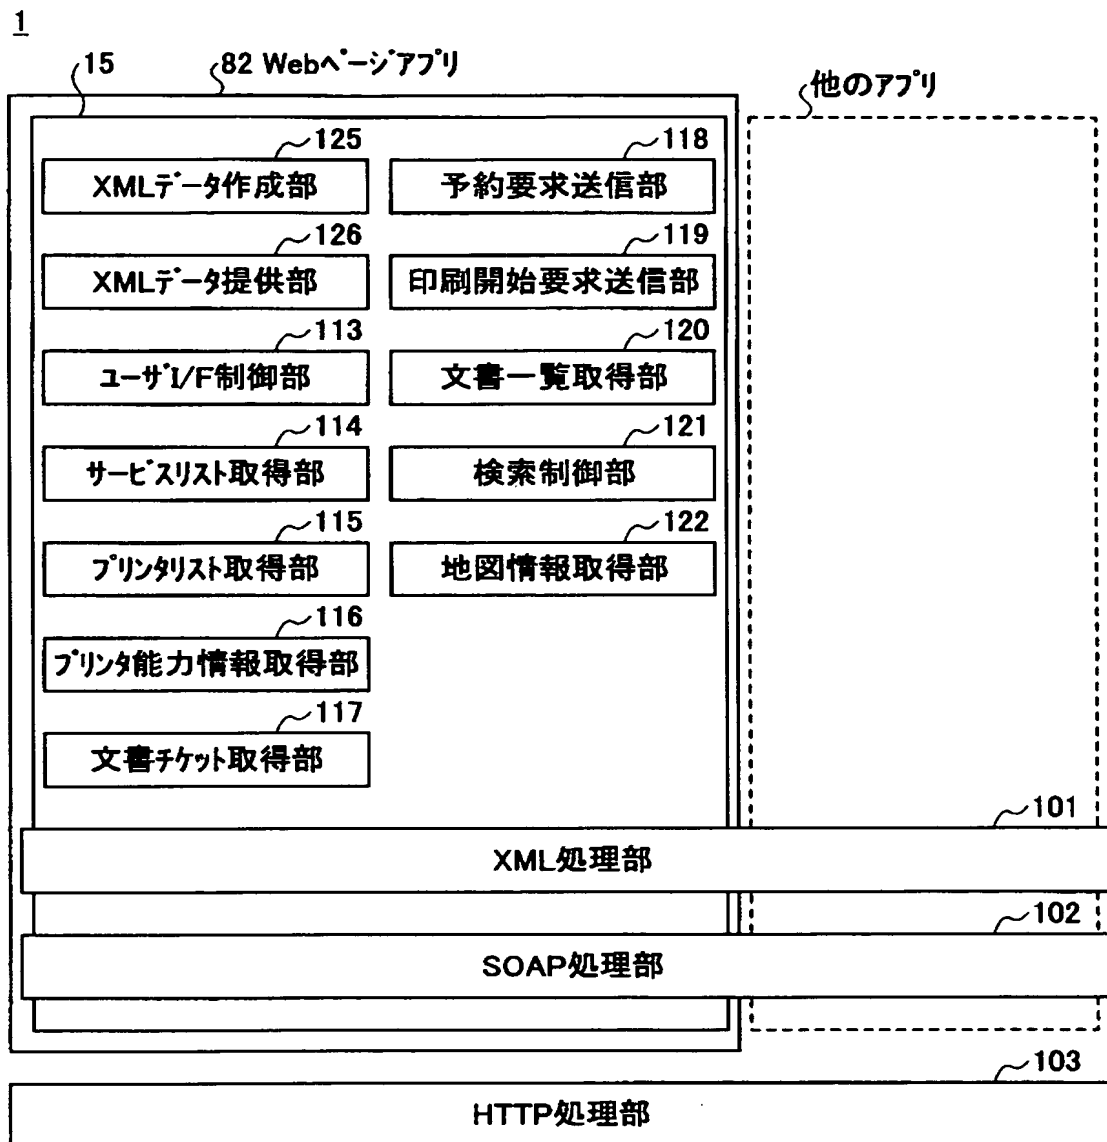 1
15
82 Webページアプリ
他のアプリ
125
XMLデータ作成部
118
予約要求送信部
126
XMLデータ提供部
119
印刷開始要求送信部
113
ユーザI/F制御部
120
文書一覧取得部
114
サービスリスト取得部
121
検索制御部
115
プリンタリスト取得部
122
地図情報取得部
116
プリンタ能力情報取得部
117
文書チケット取得部
101
XML処理部
102
SOAP処理部
103
HTTP処理部